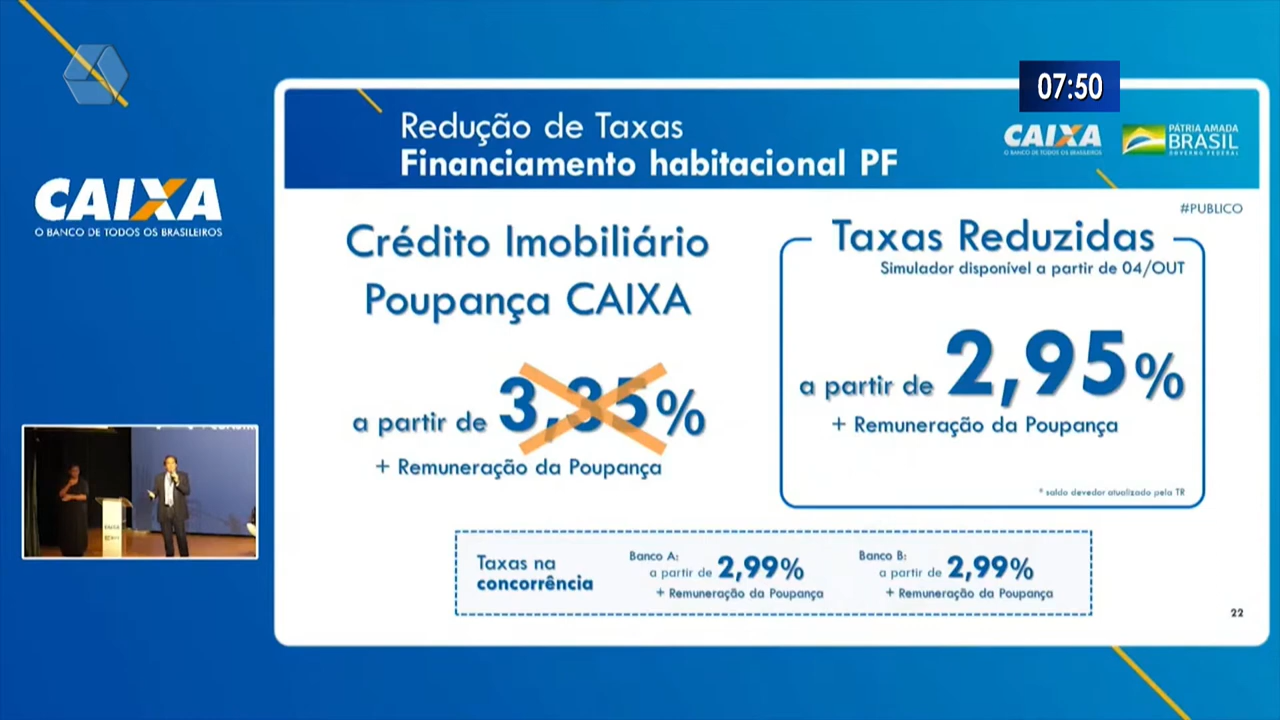 07:50
Redução de Taxas
Financiamento habitacional PF
CAIXA
O BANCO DE TODOS OS BRASILEIROS
PÁTRIA AMADA
BRASIL
GOVERNO FEDERAL
#PUBLICO
CAIXA
O BANCO DE TODOS OS BRASILEIROS
Crédito Imobiliário
Poupança CAIXA
a partir de 3,35%
+ Remuneração da Poupança
Taxas Reduzidas
Simulador disponível a partir de 04/OUT
a partir de 2,95%
+ Remuneração da Poupança
* saldo devedor atualizado pela TR
Taxas na
concorrência
Banco A:
a partir de 2,99%
+ Remuneração da Poupança
Banco B:
a partir de 2,99%
+ Remuneração da Poupança
22